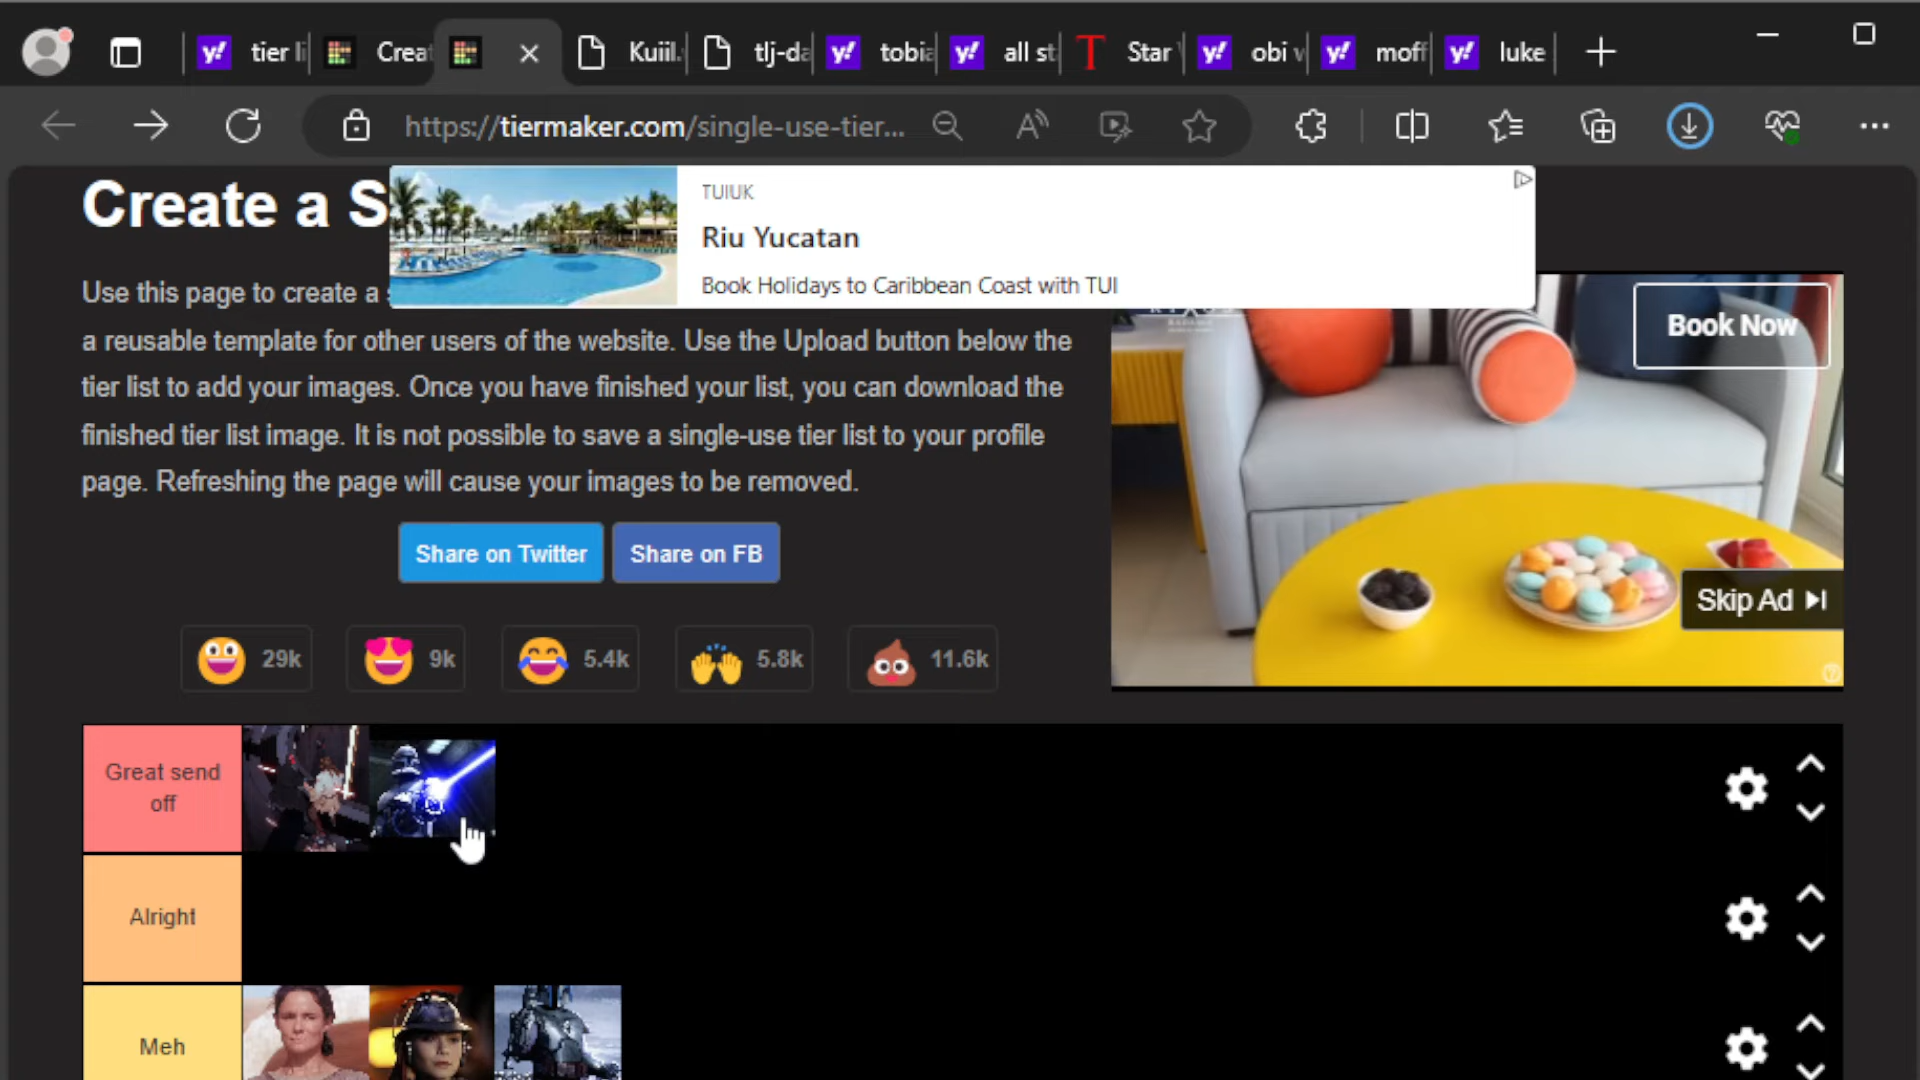 tier li
Creat
Kuiil.
tlj-da
tobia
all st
Star
obi w
moff
luke
https://tiermaker.com/single-use-tier...
Create a S
TUIUK
Riu Yucatan
Book Holidays to Caribbean Coast with TUI
Book Now
Use this page to create a s
a reusable template for other users of the website. Use the Upload button below the
tier list to add your images. Once you have finished your list, you can download the
finished tier list image. It is not possible to save a single-use tier list to your profile
page. Refreshing the page will cause your images to be removed.
Share on Twitter
Share on FB
Skip Ad
29k
9k
5.4k
5.8k
11.6k
Great send
off
Alright
Meh